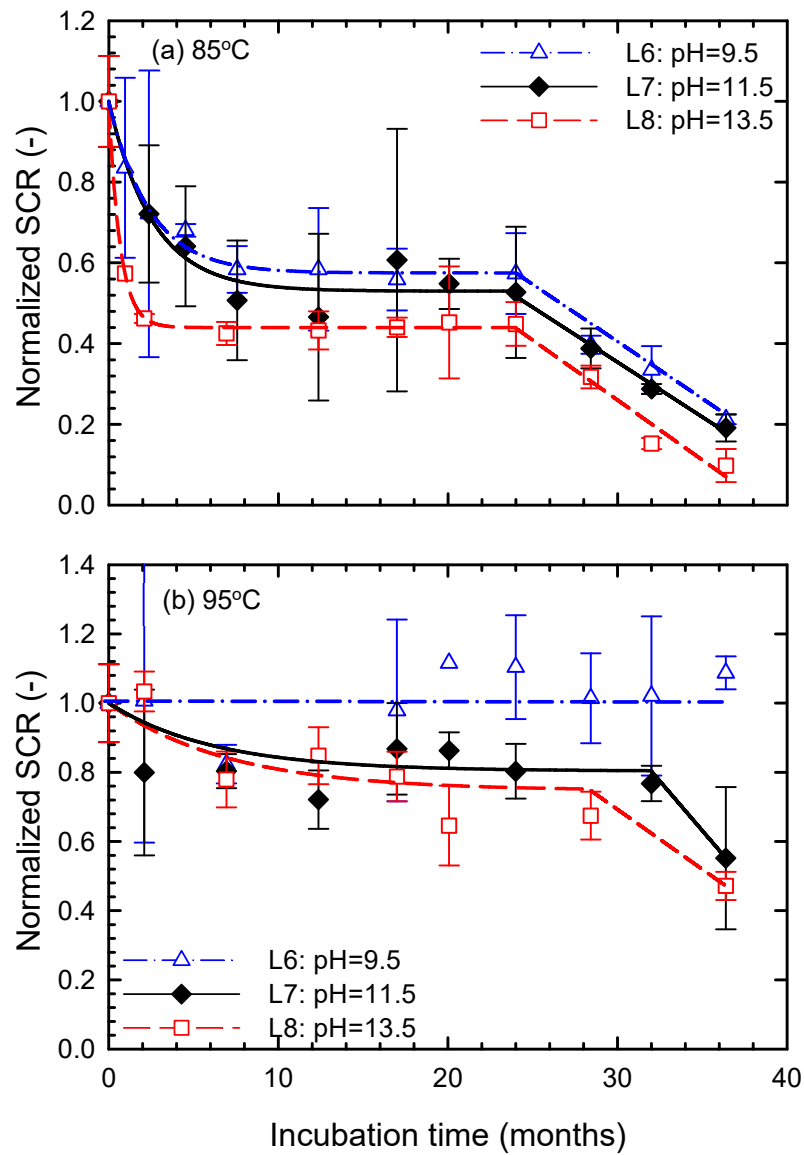 1.2
1.0
0.8
0.6
0.4
0.2
0.0
Normalized SCR (-)
(a) 85°C
L6: pH=9.5
L7: pH=11.5
L8: pH=13.5
1.4
1.2
1.0
0.8
0.6
0.4
0.2
0.0
Normalized SCR (-)
(b) 95°C
L6: pH=9.5
L7: pH=11.5
L8: pH=13.5
0 10 20 30 40
Incubation time (months)